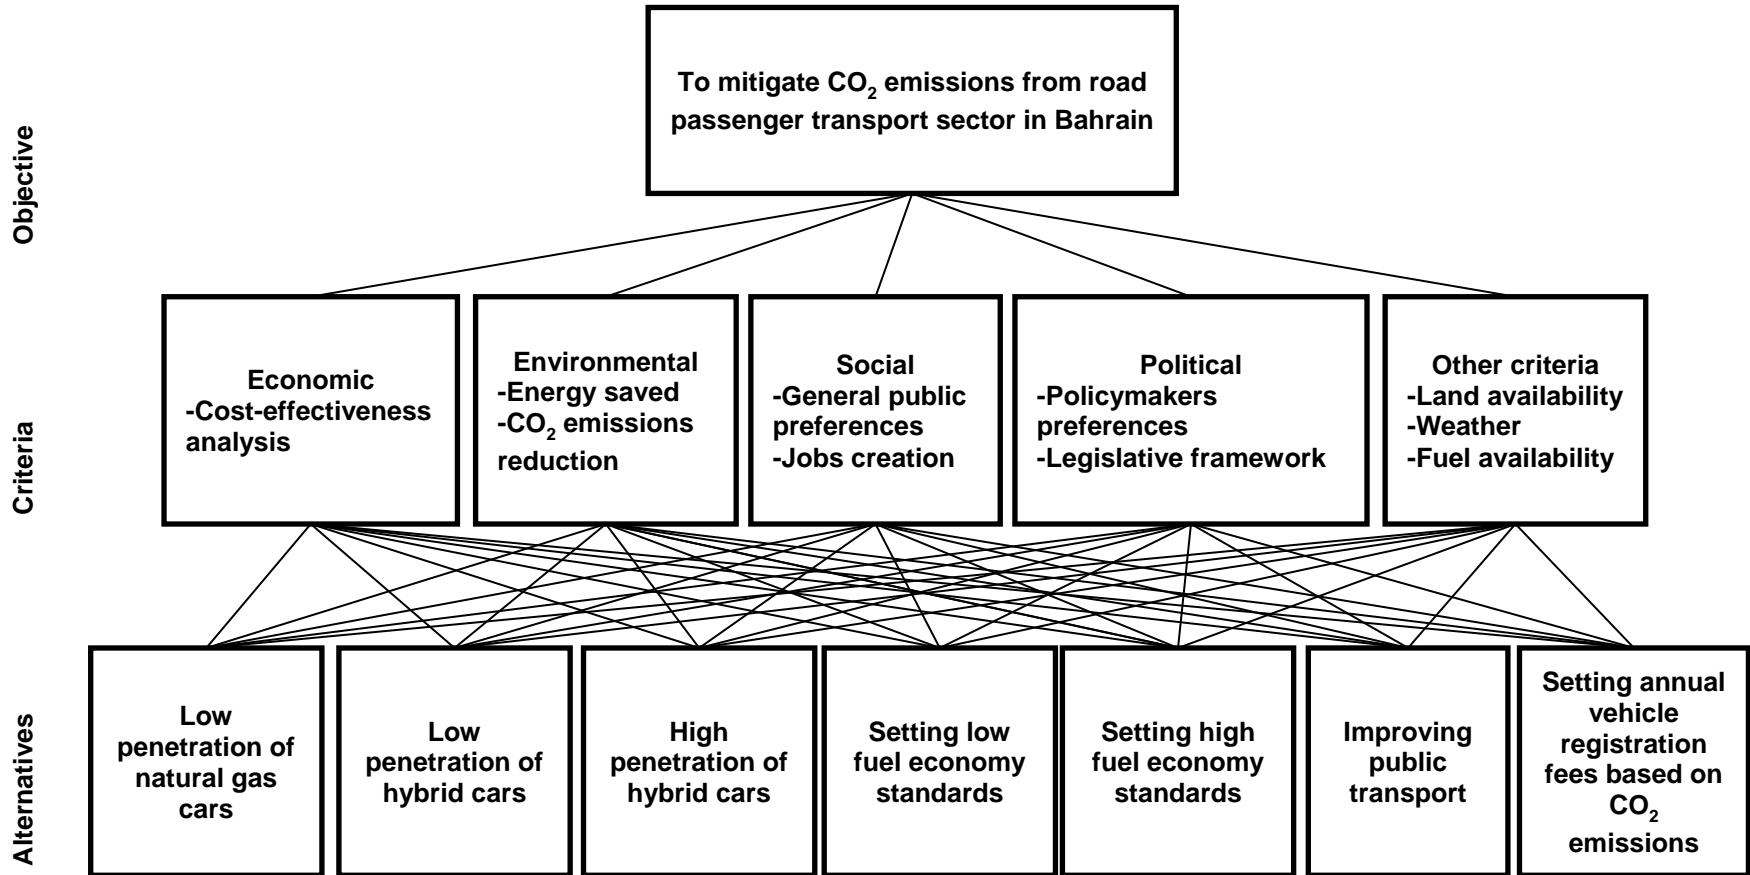 Objective
To mitigate CO₂ emissions from road
passenger transport sector in Bahrain
Criteria
Economic
-Cost-effectiveness
analysis
Environmental
-Energy saved
-CO₂ emissions
reduction
Social
-General public
preferences
-Jobs creation
Political
-Policymakers
preferences
-Legislative framework
Other criteria
-Land availability
-Weather
-Fuel availability
Alternatives
Low
penetration of
natural gas
cars
Low
penetration of
hybrid cars
High
penetration of
hybrid cars
Setting low
fuel economy
standards
Setting high
fuel economy
standards
Improving
public
transport
Setting annual
vehicle
registration
fees based on
CO₂
emissions